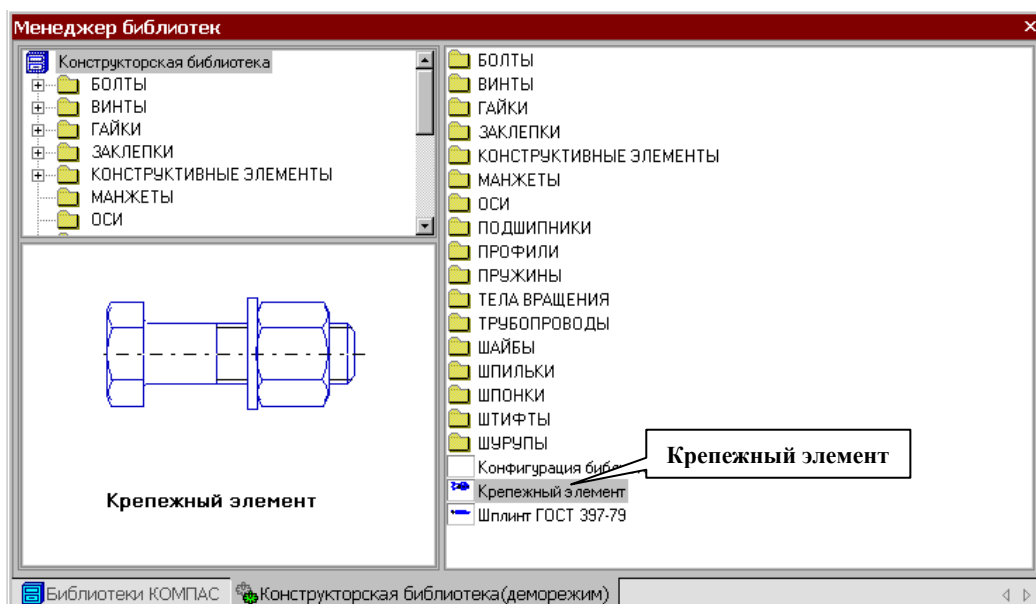 Менеджер библиотек
Конструкторская библиотека
БОЛТЫ
ВИНТЫ
ГАЙКИ
ЗАКЛЕПКИ
КОНСТРУКТИВНЫЕ ЭЛЕМЕНТЫ
МАНЖЕТЫ
ОСИ
Крепежный элемент
БОЛТЫ
ВИНТЫ
ГАЙКИ
ЗАКЛЕПКИ
КОНСТРУКТИВНЫЕ ЭЛЕМЕНТЫ
МАНЖЕТЫ
ОСИ
ПОДШИПНИКИ
ПРОФИЛИ
ПРУЖИНЫ
ТЕЛА ВРАЩЕНИЯ
ТРУБОПРОВОДЫ
ШАЙБЫ
ШПИЛЬКИ
ШПОНКИ
ШТИФТЫ
ШУРУПЫ
Конфигурация
Крепежный элемент
Шплинт ГОСТ 397-79
Крепежный элемент
Библиотеки КОМПАС
Конструкторская библиотека(деморежим)